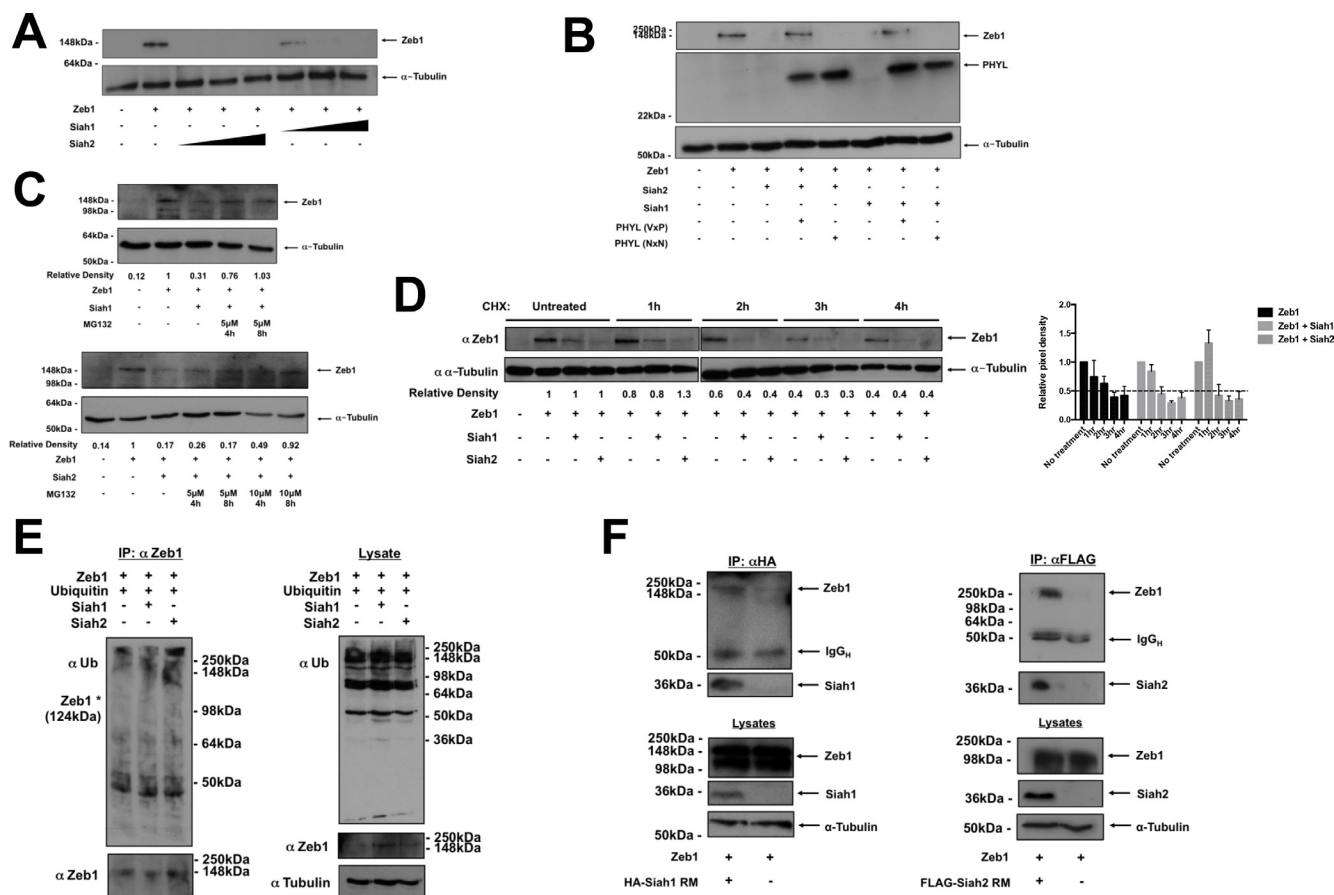 A
148kDa -
64kDa -
Zeb1
α-Tubulin
Zeb1 - + + + + + + +
Siah1 - - - - -
Siah2 - - - - -
B
250kDa -
148kDa -
Zeb1
PHYL
22kDa -
50kDa -
α-Tubulin
Zeb1 - + + + + + + +
Siah2 - - + + + - - -
Siah1 - - - - - + + +
PHYL (VxP) - - - + - - + -
PHYL (NxN) - - - - + - - +
C
148kDa -
98kDa -
Zeb1
64kDa -
50kDa -
α-Tubulin
Relative Density 0.12 1 0.31 0.76 1.03
Zeb1 - + + + +
Siah1 - - + + +
MG132 - - - 5µM 4h 5µM 8h
148kDa -
98kDa -
Zeb1
64kDa -
50kDa -
α-Tubulin
Relative Density 0.14 1 0.17 0.26 0.17 0.49 0.92
Zeb1 - + + + + + +
Siah2 - - + + + + +
MG132 - - - 5µM 4h 5µM 8h 10µM 4h 10µM 8h
D
CHX: Untreated 1h 2h 3h 4h
α Zeb1
Zeb1
α α-Tubulin
α-Tubulin
Relative Density 1 1 1 0.8 0.8 1.3 0.6 0.4 0.4 0.4 0.3 0.3 0.4 0.4 0.4
Zeb1 - + + + + + + + + + + + + + + +
Siah1 - - + - - + - - + - - + - - + -
Siah2 - - - + - - + - - + - - + - - +
Relative pixel density
2.0
1.5
1.0
0.5
0.0
No treatment 1hr 2hr 3hr 4hr No treatment 1hr 2hr 3hr 4hr No treatment 1hr 2hr 3hr 4hr
Zeb1
Zeb1 + Siah1
Zeb1 + Siah2
E
IP: α Zeb1
Zeb1 + + +
Ubiquitin + + +
Siah1 - + -
Siah2 - - +
α Ub
Zeb1 *
(124kDa)
- 250kDa
- 148kDa
- 98kDa
- 64kDa
- 50kDa
α Zeb1
- 250kDa
- 148kDa
Lysate
Zeb1 + + +
Ubiquitin + + +
Siah1 - + -
Siah2 - - +
α Ub
- 250kDa
- 148kDa
- 98kDa
- 64kDa
- 50kDa
- 36kDa
α Zeb1
- 250kDa
- 148kDa
α Tubulin
F
IP: αHA
250kDa -
148kDa -
Zeb1
50kDa -
IgGH
36kDa -
Siah1
Lysates
250kDa -
148kDa -
98kDa -
Zeb1
36kDa -
Siah1
50kDa -
α-Tubulin
Zeb1 + +
HA-Siah1 RM + -
IP: αFLAG
250kDa -
98kDa -
64kDa -
50kDa -
Zeb1
IgGH
36kDa -
Siah2
Lysates
250kDa -
98kDa -
Zeb1
36kDa -
Siah2
50kDa -
α-Tubulin
Zeb1 + +
FLAG-Siah2 RM + -